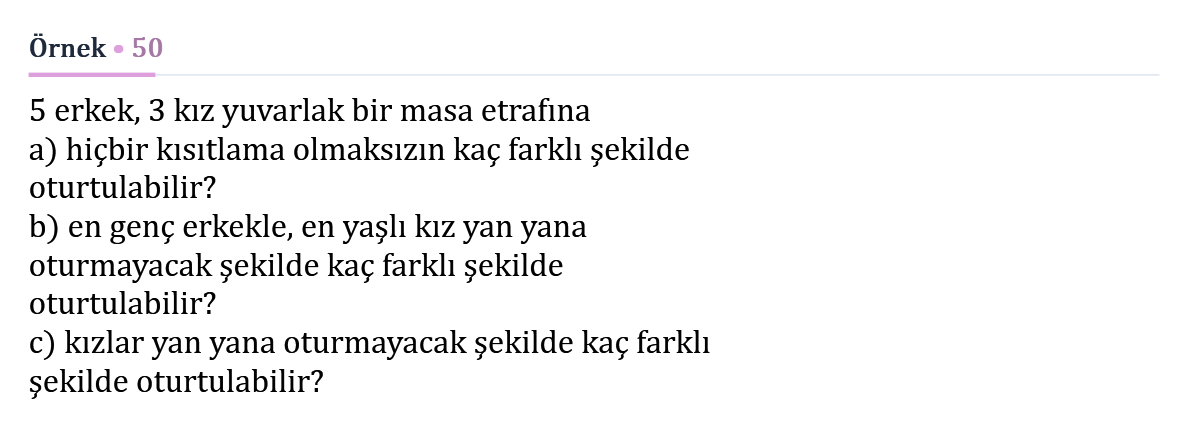 Örnek • 50
5 erkek, 3 kız yuvarlak bir masa etrafına
a) hiçbir kısıtlama olmaksızın kaç farklı şekilde
oturtulabilir?
b) en genç erkekle, en yaşlı kız yan yana
oturmayacak şekilde kaç farklı şekilde
oturtulabilir?
c) kızlar yan yana oturmayacak şekilde kaç farklı
şekilde oturtulabilir?